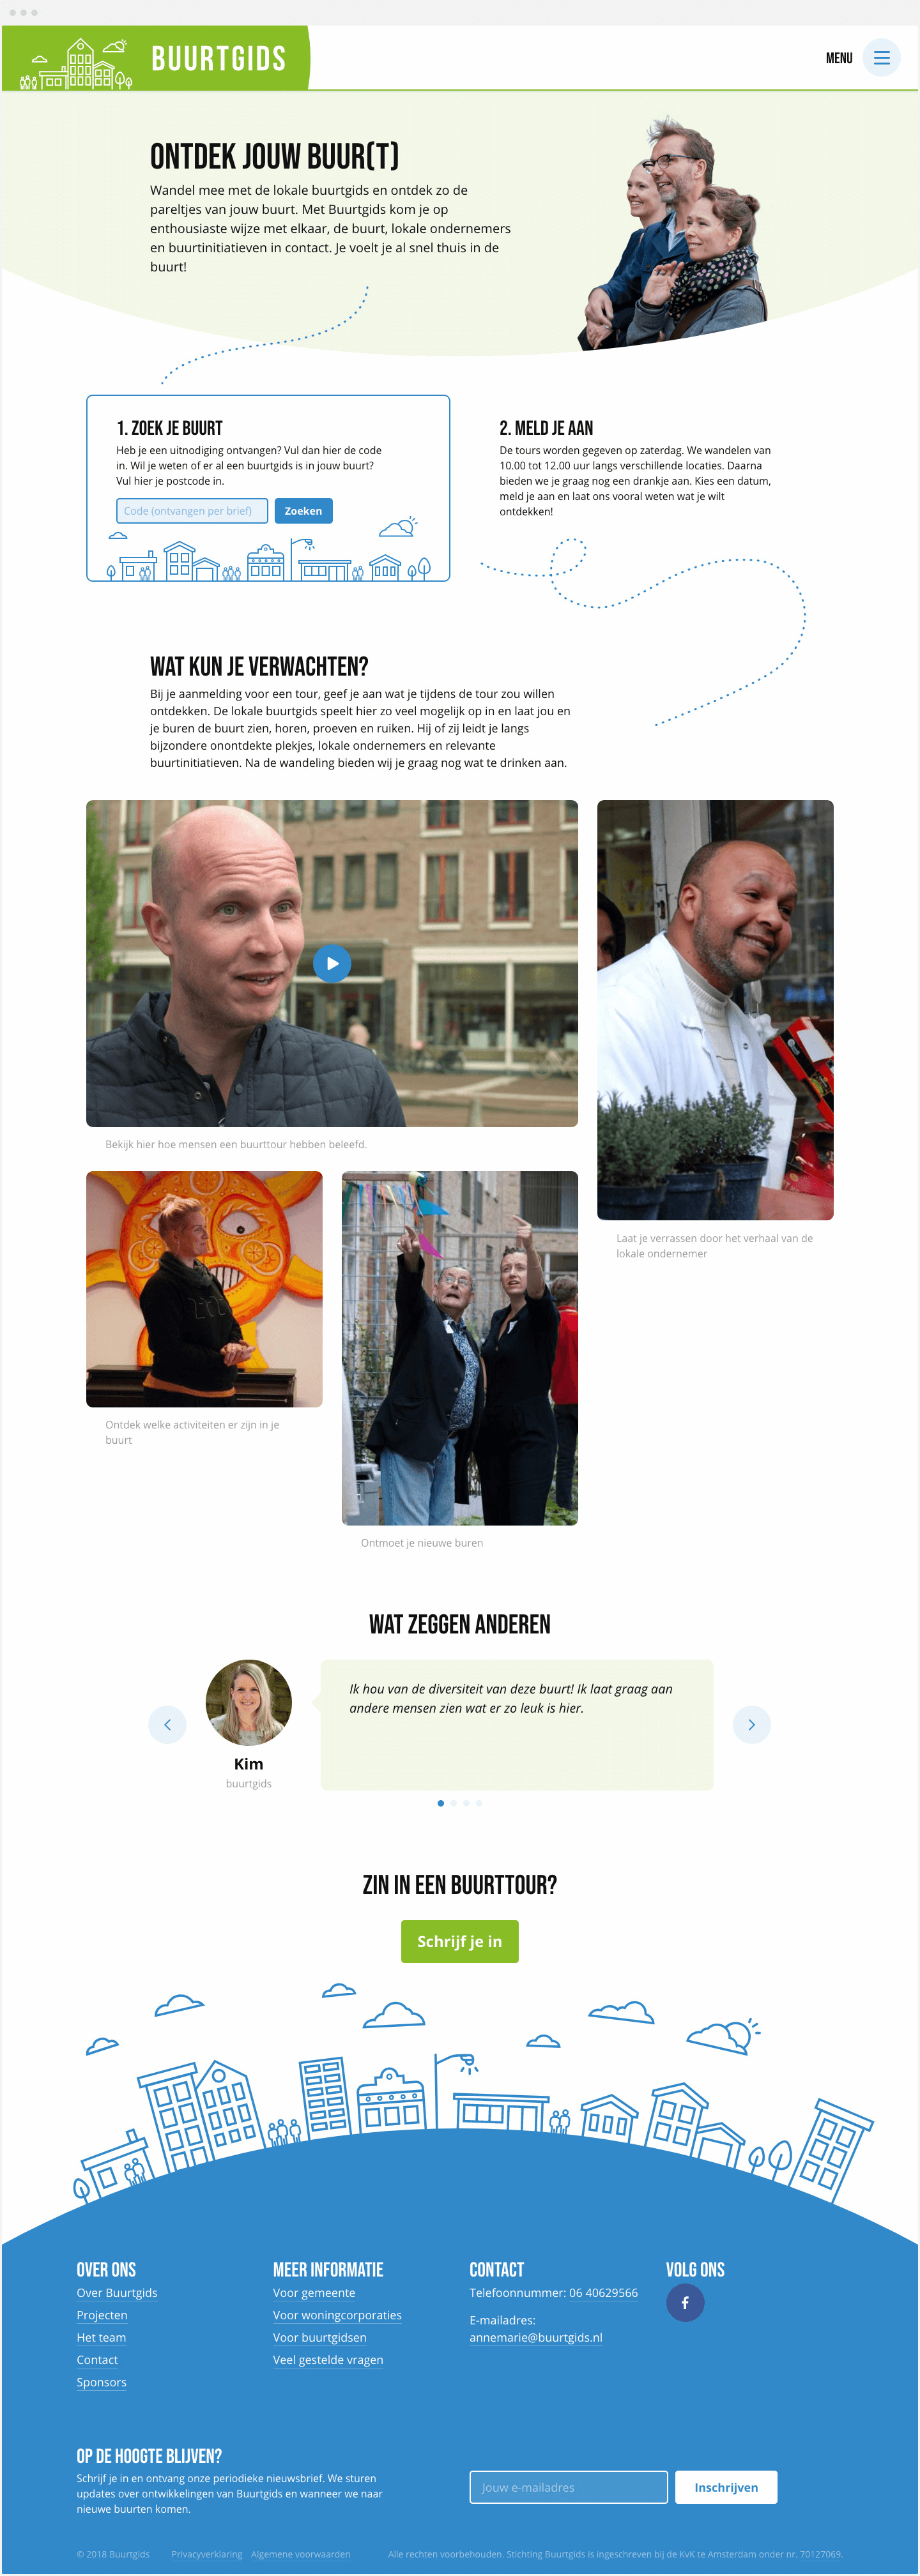 BUURTGIDS
MENU
ONTDEK JOUW BUUR(T)
Wandel mee met de lokale buurtgids en ontdek zo de
pareltjes van jouw buurt. Met Buurtgids kom je op
enthousiaste wijze met elkaar, de buurt, lokale ondernemers
en buurtinitiatieven in contact. Je voelt je al snel thuis in de
buurt!
1. ZOEK JE BUURT
Heb je een uitnodiging ontvangen? Vul dan hier de code
in. Wil je weten of er al een buurtgids is in jouw buurt?
Vul hier je postcode in.
Code (ontvangen per brief)
Zoeken
2. MELD JE AAN
De tours worden gegeven op zaterdag. We wandelen van
10.00 tot 12.00 uur langs verschillende locaties. Daarna
bieden we je graag nog een drankje aan. Kies een datum,
meld je aan en laat ons vooral weten wat je wilt
ontdekken!
WAT KUN JE VERWACHTEN?
Bij je aanmelding voor een tour, geef je aan wat je tijdens de tour zou willen
ontdekken. De lokale buurtgids speelt hier zo veel mogelijk op in en laat jou en
je buren de buurt zien, horen, proeven en ruiken. Hij of zij leidt je langs
bijzondere onontdekte plekjes, lokale ondernemers en relevante
buurtinitiatieven. Na de wandeling bieden wij je graag nog wat te drinken aan.
Bekijk hier hoe mensen een buurttour hebben beleefd.
Laat je verrassen door het verhaal van de
lokale ondernemer
Ontdek welke activiteiten er zijn in je
buurt
Ontmoet je nieuwe buren
WAT ZEGGEN ANDEREN
Ik hou van de diversiteit van deze buurt! Ik laat graag aan
andere mensen zien wat er zo leuk is hier.
Kim
buurtgids
ZIN IN EEN BUURTTOUR?
Schrijf je in
OVER ONS
Over Buurtgids
Projecten
Het team
Contact
Sponsors
MEER INFORMATIE
Voor gemeente
Voor woningcorporaties
Voor buurtgidsen
Veel gestelde vragen
CONTACT
Telefoonnummer: 06 40629566
E-mailadres:
annemarie@buurtgids.nl
VOLG ONS
OP DE HOOGTE BLIJVEN?
Schrijf je in en ontvang onze periodieke nieuwsbrief. We sturen
updates over ontwikkelingen van Buurtgids en wanneer we naar
nieuwe buurten komen.
Jouw e-mailadres
Inschrijven
© 2018 Buurtgids Privacyverklaring Algemene voorwaarden Alle rechten voorbehouden. Stichting Buurtgids is ingeschreven bij de KvK te Amsterdam onder nr. 70127069.